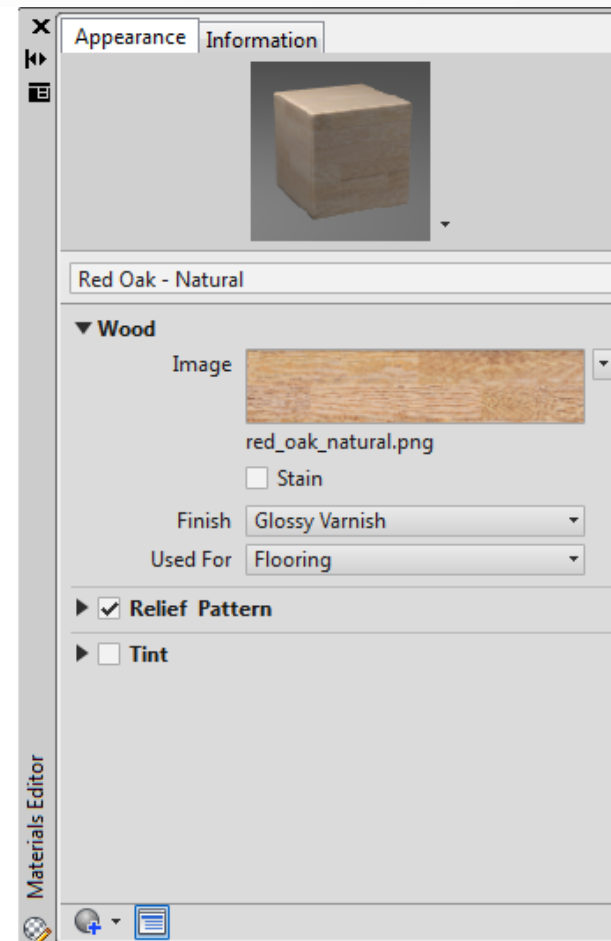 Appearance
Information
Red Oak - Natural
Wood
Image
red_oak_natural.png
Stain
Finish Glossy Varnish
Used For Flooring
Relief Pattern
Tint
Materials Editor